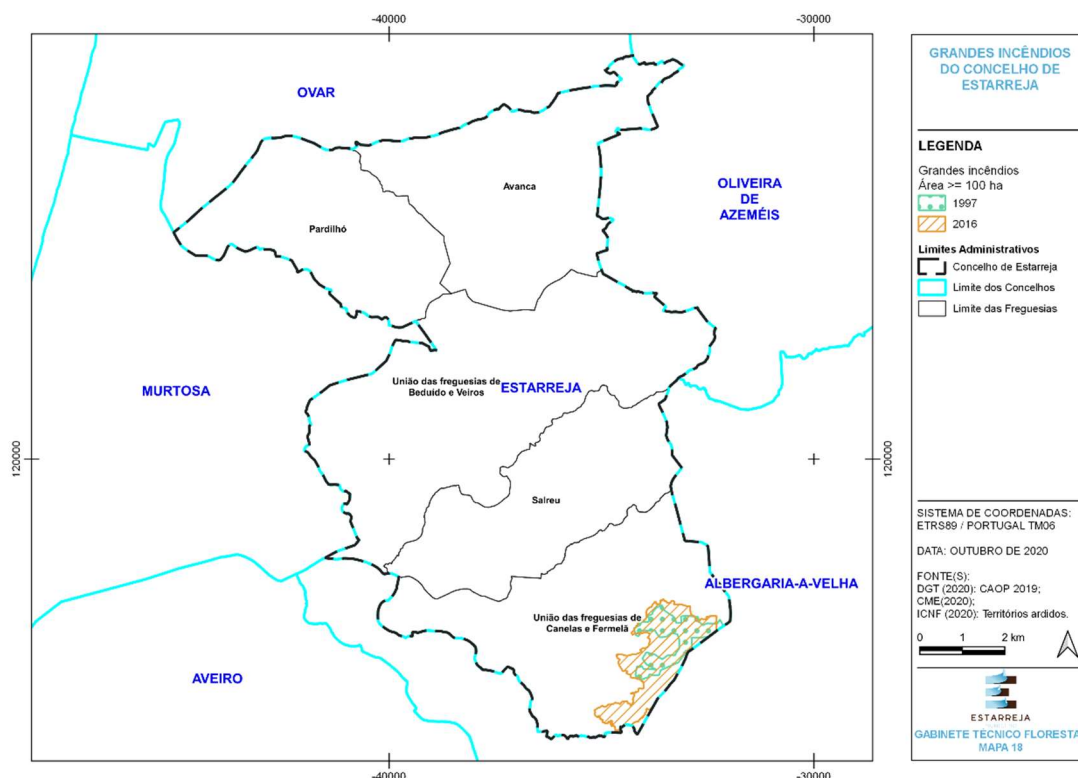 -40000
-30000
OVAR
Avanca
OLIVEIRA
DE
AZEMÉIS
Pardilhó
MURTOSA
União das freguesias de
Beduído e Veiros
ESTARREJA
120000
120000
Salreu
ALBERGARIA-A-VELHA
União das freguesias de
Canelas e Fermelã
AVEIRO
-40000
-30000
GRANDES INCÊNDIOS
DO CONCELHO DE
ESTARREJA
LEGENDA
Grandes incêndios
Área >= 100 ha
1997
2016
Limites Administrativos
Concelho de Estarreja
Limite dos Concelhos
Limite das Freguesias
SISTEMA DE COORDENADAS:
ETRS89 / PORTUGAL TM06
DATA: OUTUBRO DE 2020
FONTE(S):
DGT (2020): CAOP 2019;
CME(2020);
ICNF (2020): Territórios ardidos.
0 1 2 km
ESTARREJA
GABINETE TÉCNICO FLORESTA
MAPA 18